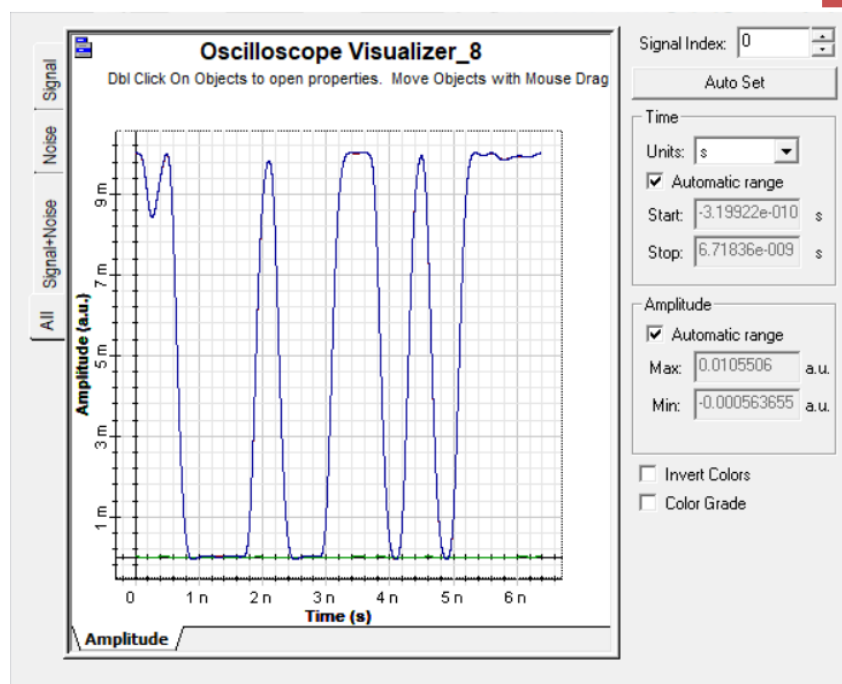 Oscilloscope Visualizer_8
Dbl Click On Objects to open properties. Move Objects with Mouse Drag
Signal
Noise
Signal+Noise
All
Amplitude (a.u.)
9 m
7 m
5 m
3 m
1 m
0 1 n 2 n 3 n 4 n 5 n 6 n
Time (s)
Amplitude
Signal Index: 0
Auto Set
Time
Units: s
Automatic range
Start: -3.19922e-010 s
Stop: 6.71836e-009 s
Amplitude
Automatic range
Max: 0.0105506 a.u.
Min: -0.000563655 a.u.
Invert Colors
Color Grade